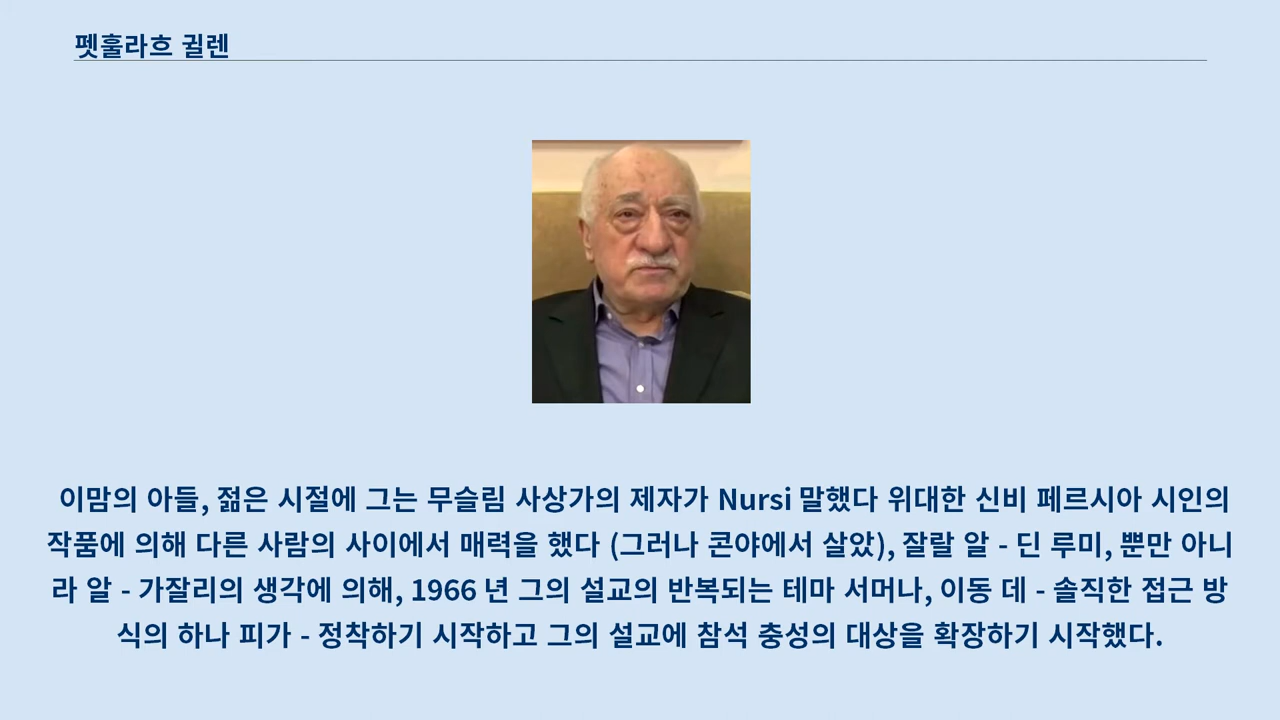 펫훌라흐 귈렌
이맘의 아들, 젊은 시절에 그는 무슬림 사상가의 제자가 Nursi 말했다 위대한 신비 페르시아 시인의
작품에 의해 다른 사람의 사이에서 매력을 했다 (그러나 콘야에서 살았), 잘랄 알 - 딘 루미, 뿐만 아니
라 알 - 가잘리의 생각에 의해, 1966 년 그의 설교의 반복되는 테마 서머나, 이동 데 - 솔직한 접근 방
식의 하나 피가 - 정착하기 시작하고 그의 설교에 참석 충성의 대상을 확장하기 시작했다.